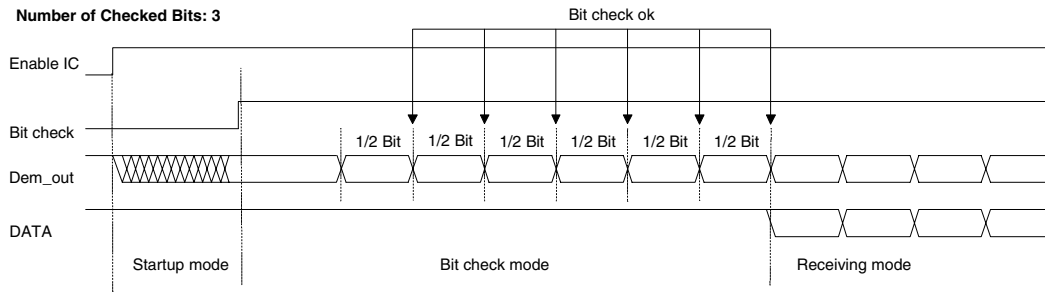 Number of Checked Bits: 3
Bit check ok
Enable IC
Bit check
1/2 Bit 1/2 Bit 1/2 Bit 1/2 Bit 1/2 Bit 1/2 Bit
Dem_out
DATA
Startup mode Bit check mode Receiving mode